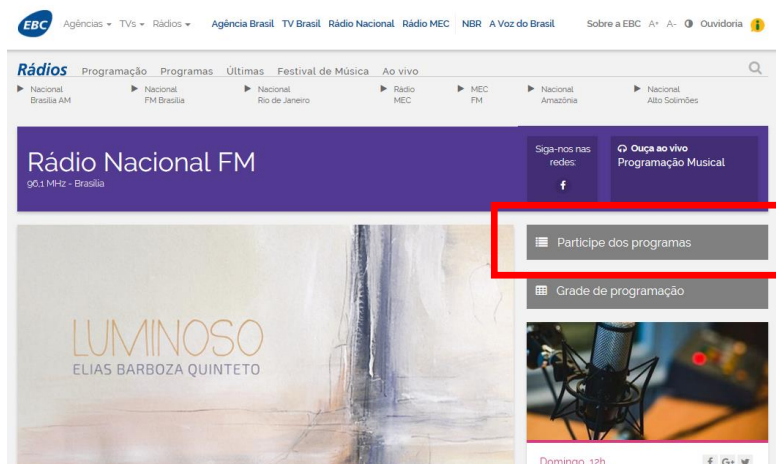 EBC
Agências TVs Rádios Agência Brasil TV Brasil Rádio Nacional Rádio MEC NBR A Voz do Brasil Sobre a EBC A+ A- Ouvidoria
Rádios Programação Programas Últimas Festival de Música Ao vivo
Nacional Brasília AM
Nacional FM Brasília
Nacional Rio de Janeiro
Rádio MEC
MEC FM
Nacional Amazônia
Nacional Alto Solimões
Rádio Nacional FM
96,1 MHz - Brasília
Siga-nos nas
redes:
f
Ouça ao vivo
Programação Musical
Participe dos programas
Grade de programação
LUMINOSO
ELIAS BARBOZA QUINTETO
Domingo, 12h
f G+